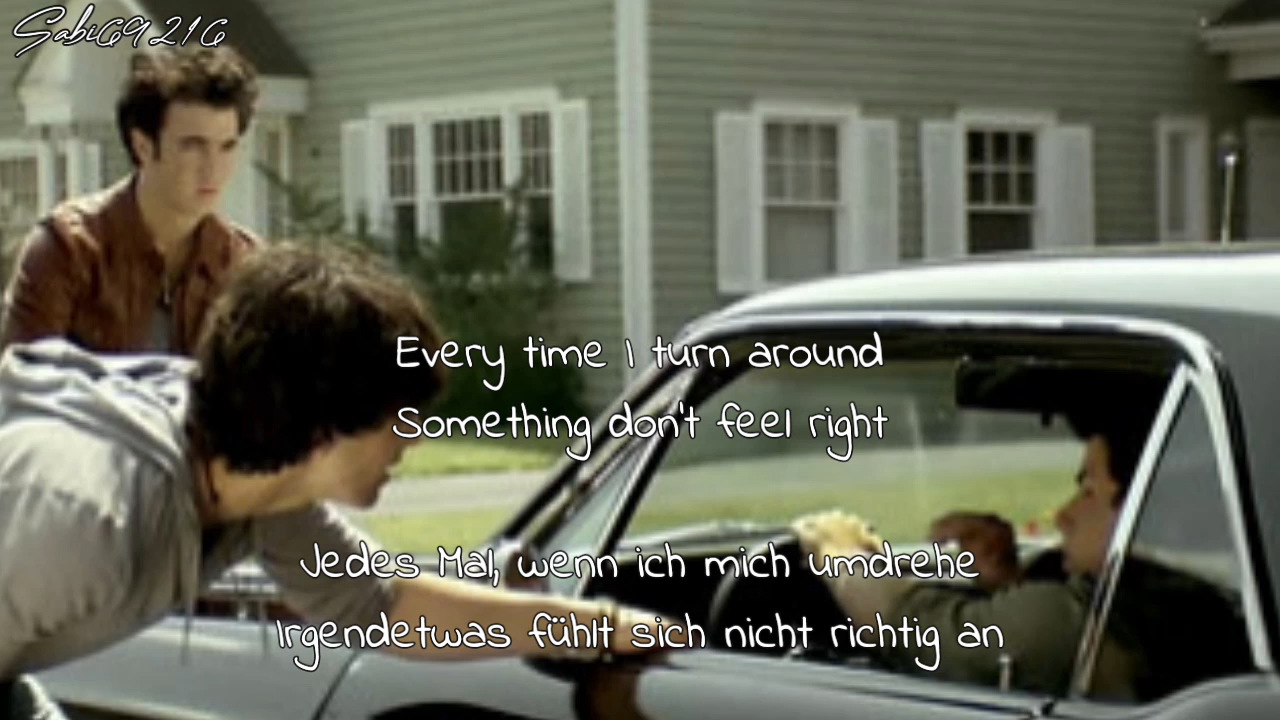 Sabi69216
Every time I turn around
Something don't feel right
Jedes Mal, wenn ich mich umdrehe
Irgendetwas fühlt sich nicht richtig an